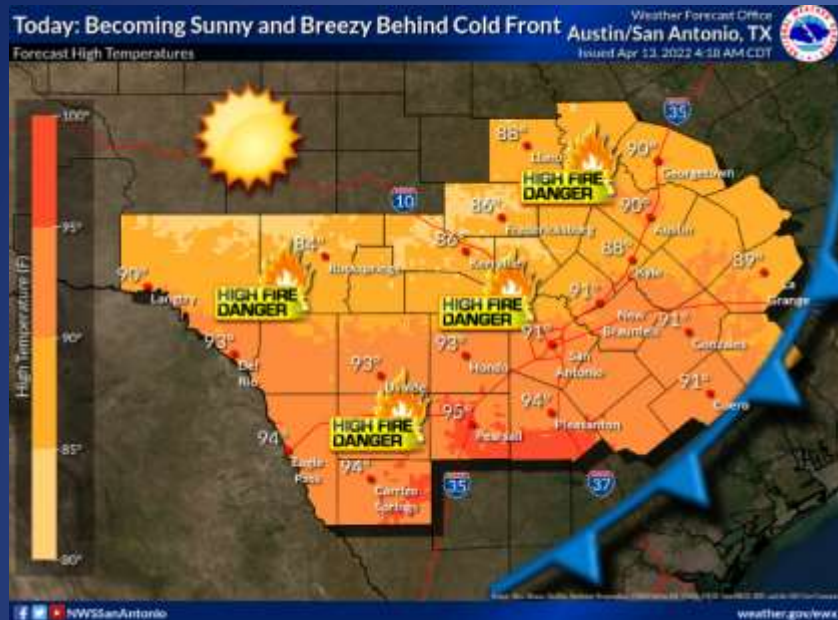 Today: Becoming Sunny and Breezy Behind Cold Front
Forecast High Temperatures
Weather Forecast Office
Austin/San Antonio, TX
Issued Apr 13, 2022 4:18 AM CDT
High Temperature (F)
100°
95°
90°
85°
80°
35
88°
Llano
90°
Georgetown
HIGH FIRE
DANGER
10
86°
Fredericksburg
90°
Austin
84°
Rocksprings
86°
Kerrville
88°
Kyle
89°
La
Grange
90°
Langtry
HIGH FIRE
DANGER
HIGH FIRE
DANGER
91°
New
Braunfels
93°
Del
Rio
93°
Uvalde
93°
Hondo
91°
San
Antonio
91°
Gonzales
HIGH FIRE
DANGER
95°
Pearsall
94°
Pleasanton
91°
Cuero
94°
Eagle
Pass
94°
Carrizo
Springs
35
37
NWSSanAntonio
weather.gov/ewx